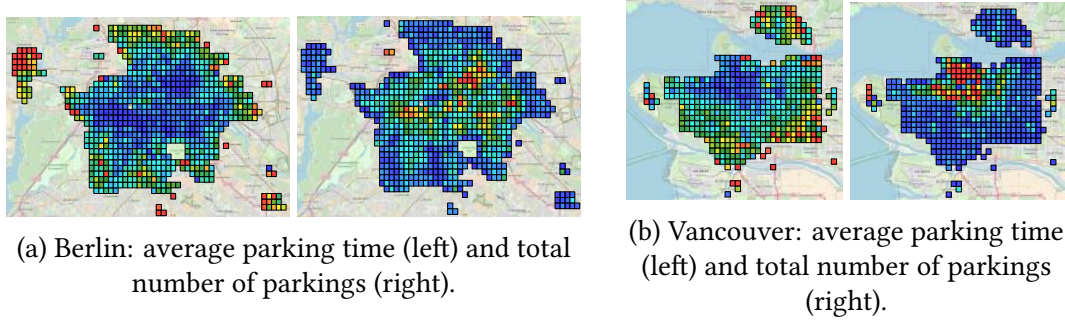 (a) Berlin: average parking time (left) and total
number of parkings (right).
(b) Vancouver: average parking time
(left) and total number of parkings
(right).